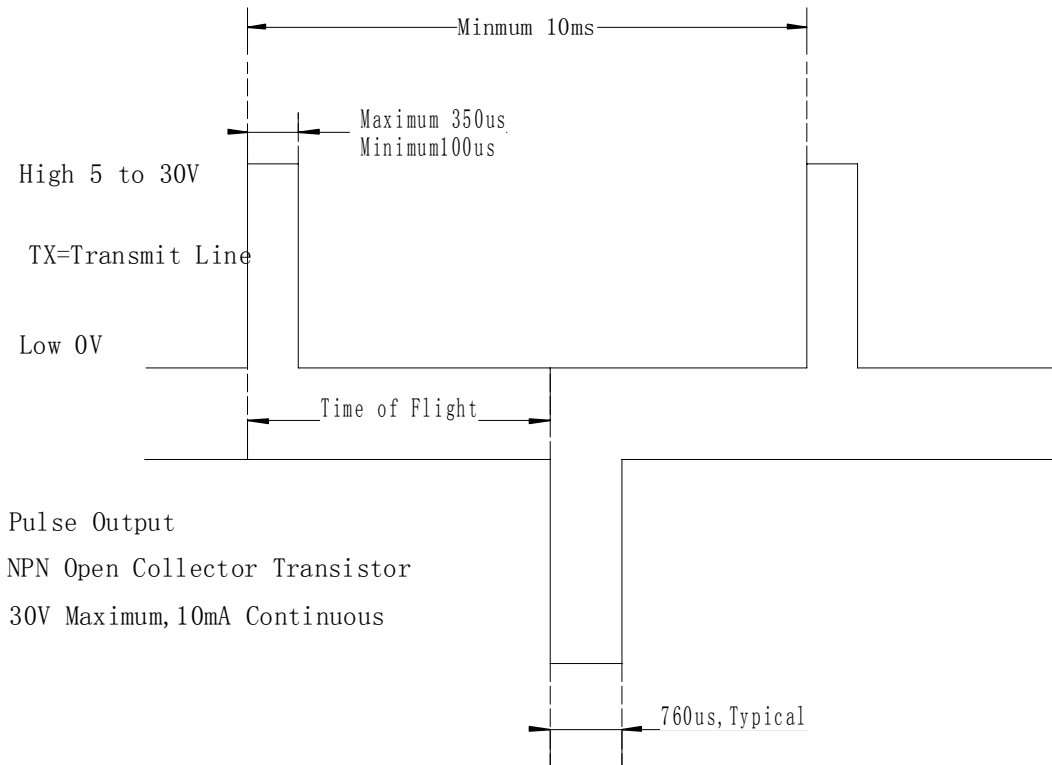 Minmum 10ms
Maximum 350us
Minimum100us
High 5 to 30V
TX=Transmit Line
Low 0V
Time of Flight
Pulse Output
NPN Open Collector Transistor
30V Maximum,10mA Continuous
760us,Typical